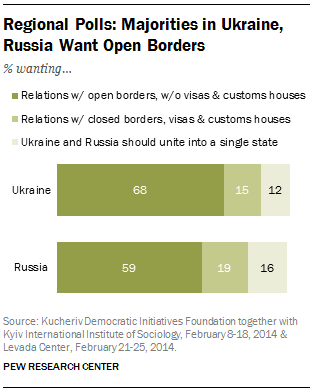 Regional Polls: Majorities in Ukraine,
Russia Want Open Borders
% wanting...
Relations w/ open borders, w/o visas & customs houses
Relations w/ closed borders, visas & customs houses
Ukraine and Russia should unite into a single state
Ukraine 68 15 12
Russia 59 19 16
Source: Kucheriv Democratic Initiatives Foundation together with
Kyiv International Institute of Sociology, February 8-18, 2014 &
Levada Center, February 21-25, 2014.
PEW RESEARCH CENTER